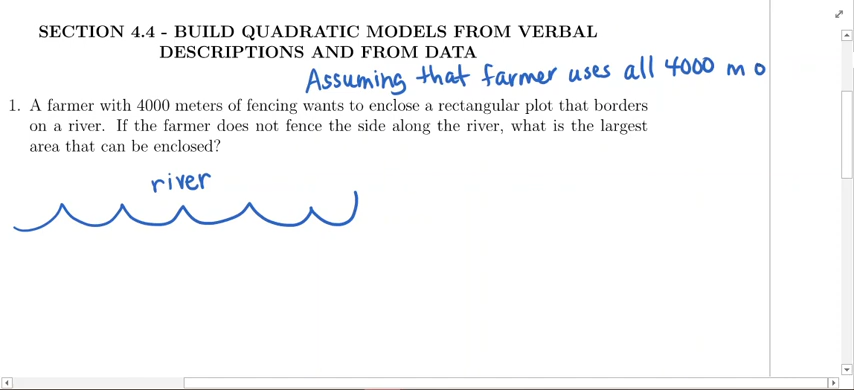 SECTION 4.4 - BUILD QUADRATIC MODELS FROM VERBAL
DESCRIPTIONS AND FROM DATA
Assuming that farmer uses all 4000 m o
1. A farmer with 4000 meters of fencing wants to enclose a rectangular plot that borders
on a river. If the farmer does not fence the side along the river, what is the largest
area that can be enclosed?
river